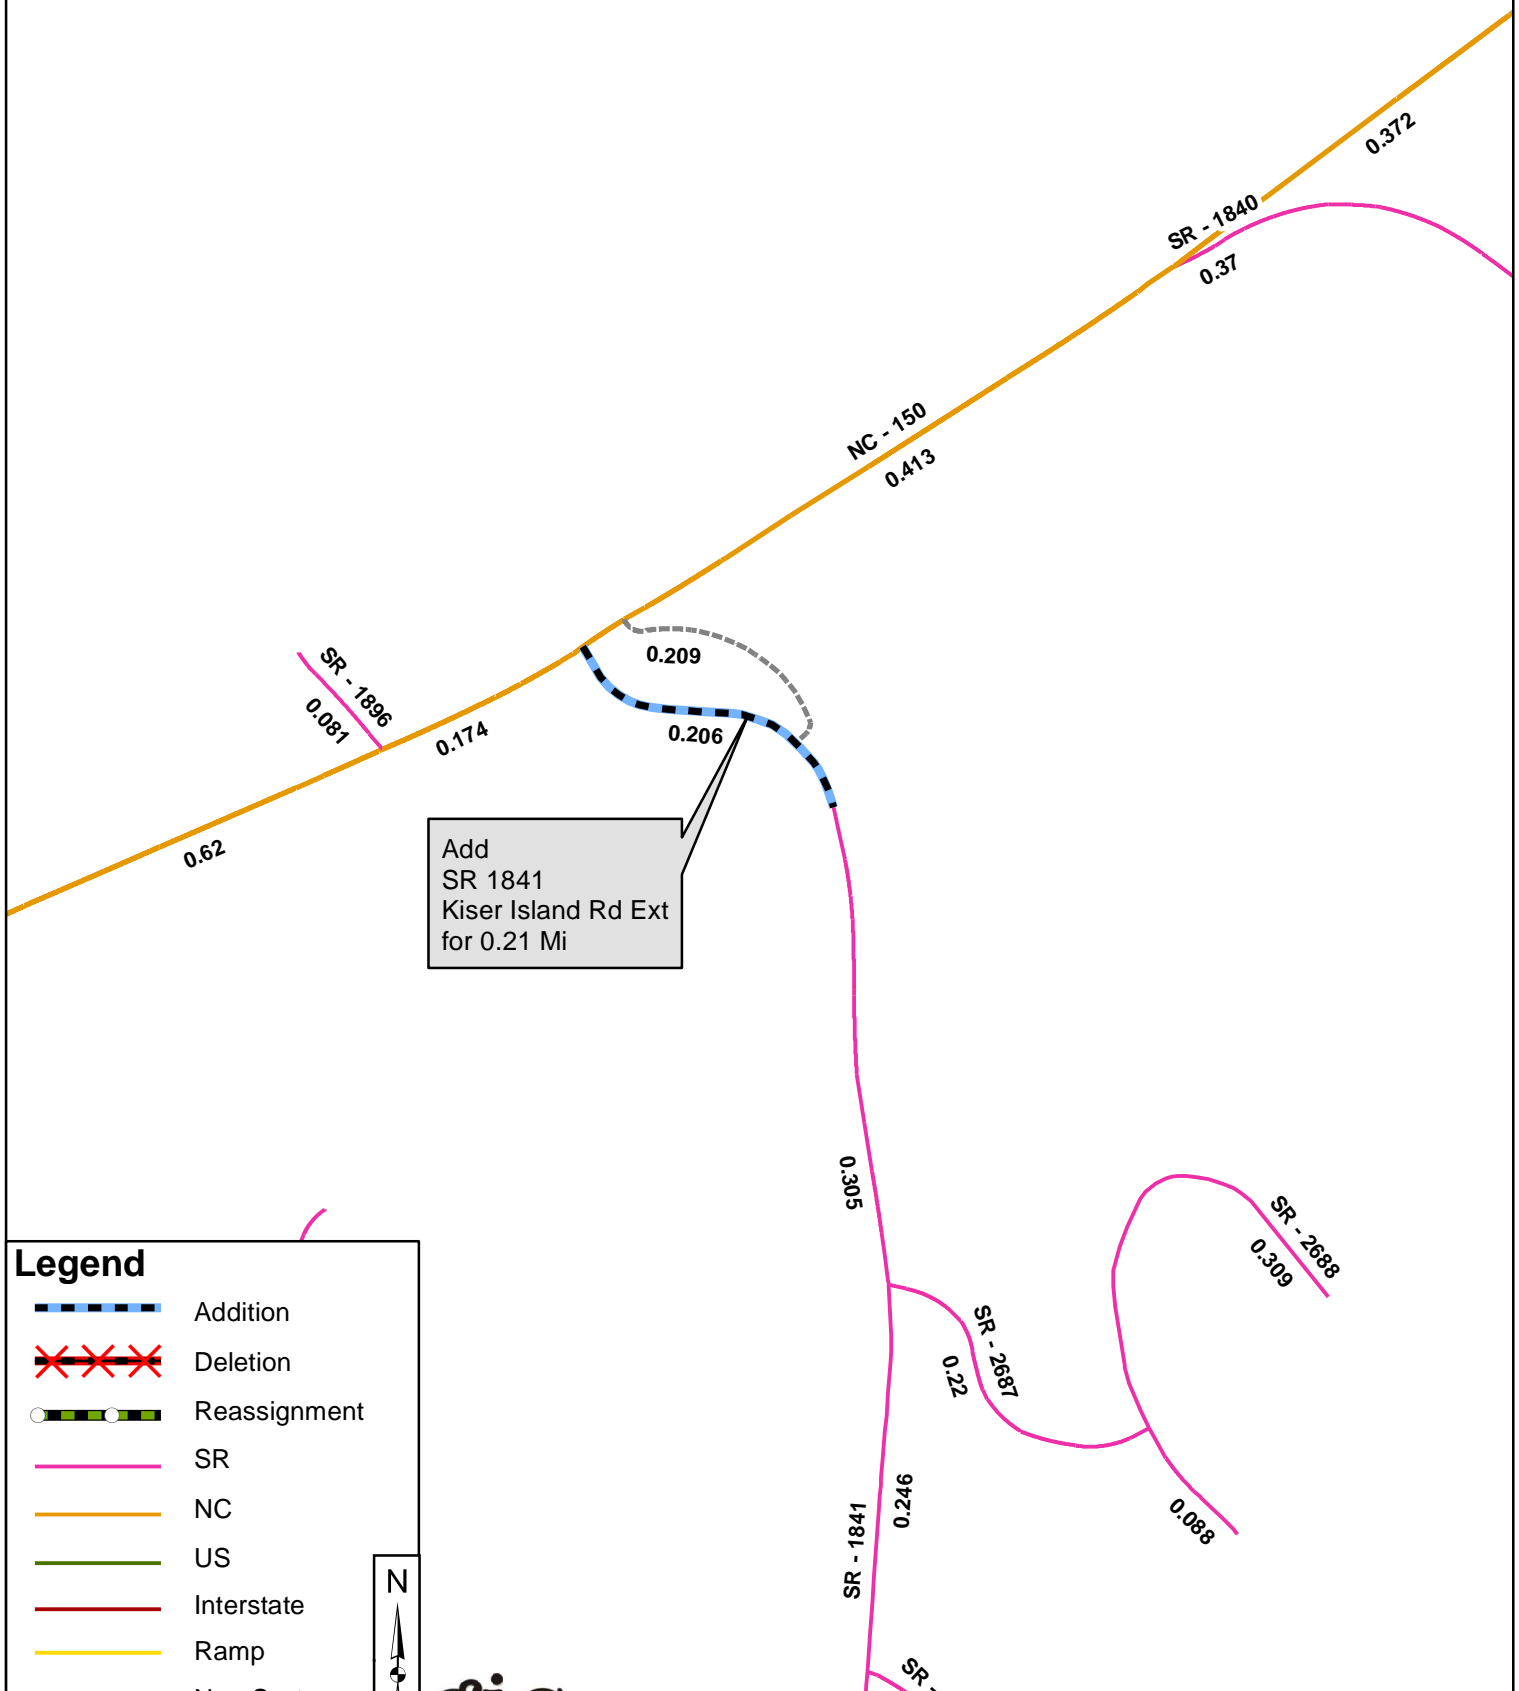 0.372
SR - 1840
0.37
NC - 150
0.413
0.209
SR - 1896
0.081
0.174
0.206
0.62
Add
SR 1841
Kiser Island Rd Ext
for 0.21 Mi
0.305
SR - 2688
0.309
SR - 2687
0.22
0.246
SR - 1841
0.088
SR -
Legend
Addition
Deletion
Reassignment
SR
NC
US
Interstate
Ramp
N